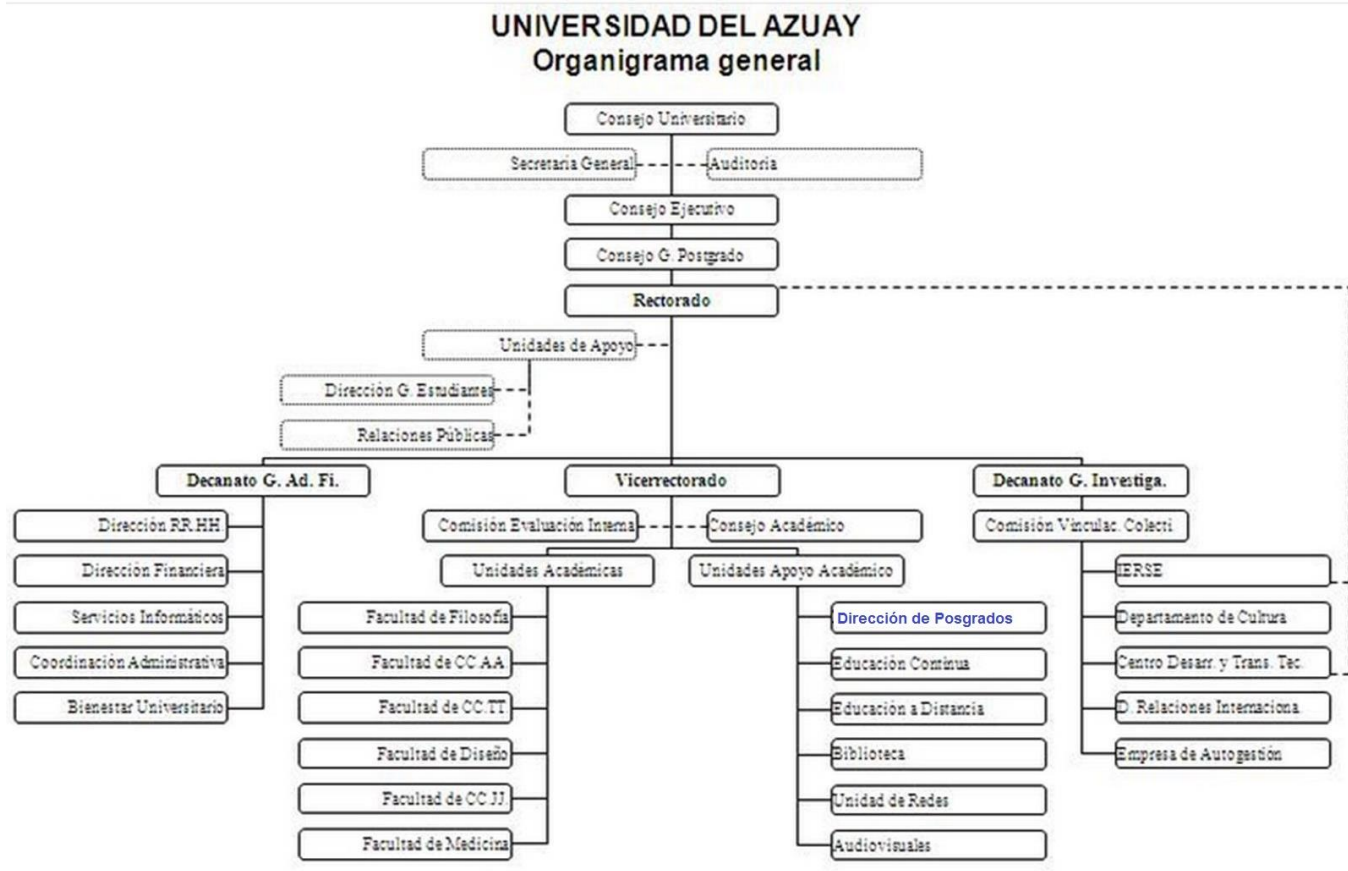 UNIVERSIDAD DEL AZUAY
Organigrama general
Consejo Universitario
Secretaría General
Auditoría
Consejo Ejecutivo
Consejo G. Postgrado
Rectorado
Unidades de Apoyo
Dirección G. Estudiantes
Relaciones Públicas
Decanato G. Ad. Fi.
Vicerrectorado
Decanato G. Investiga.
Dirección RR.HH
Comisión Evaluación Interna
Consejo Académico
Comisión Vinculac. Colecti.
Dirección Financiera
Unidades Académicas
Unidades Apoyo Académico
IERSE
Servicios Informáticos
Facultad de Filosofía
Dirección de Posgrados
Departamento de Cultura
Coordinación Administrativa
Facultad de CC.AA.
Educación Continua
Centro Desarr. y Trans. Tec.
Bienestar Universitario
Facultad de CC.TT
Educación a Distancia
D. Relaciones Internaciona.
Facultad de Diseño
Biblioteca
Empresa de Autogestión
Facultad de CC.JJ.
Unidad de Redes
Facultad de Medicina
Audiovisuales